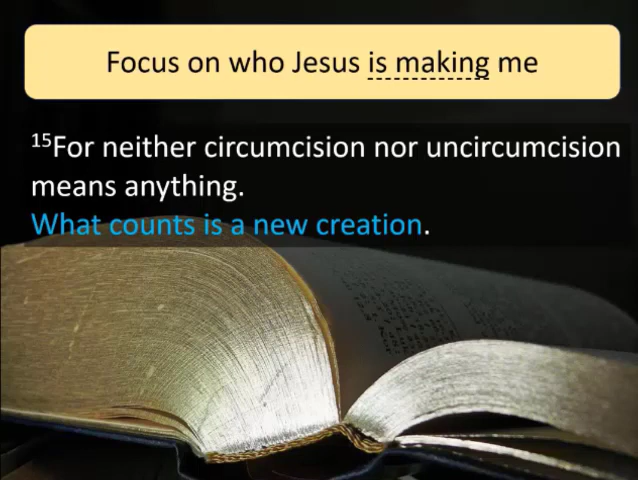 Focus on who Jesus is making me
15For neither circumcision nor uncircumcision
means anything.
What counts is a new creation.